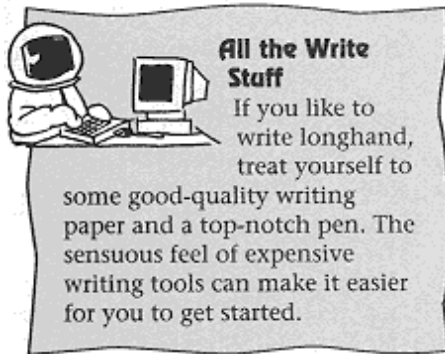 All the Write
Stuff
If you like to
write longhand,
treat yourself to
some good-quality writing
paper and a top-notch pen. The
sensuous feel of expensive
writing tools can make it easier
for you to get started.